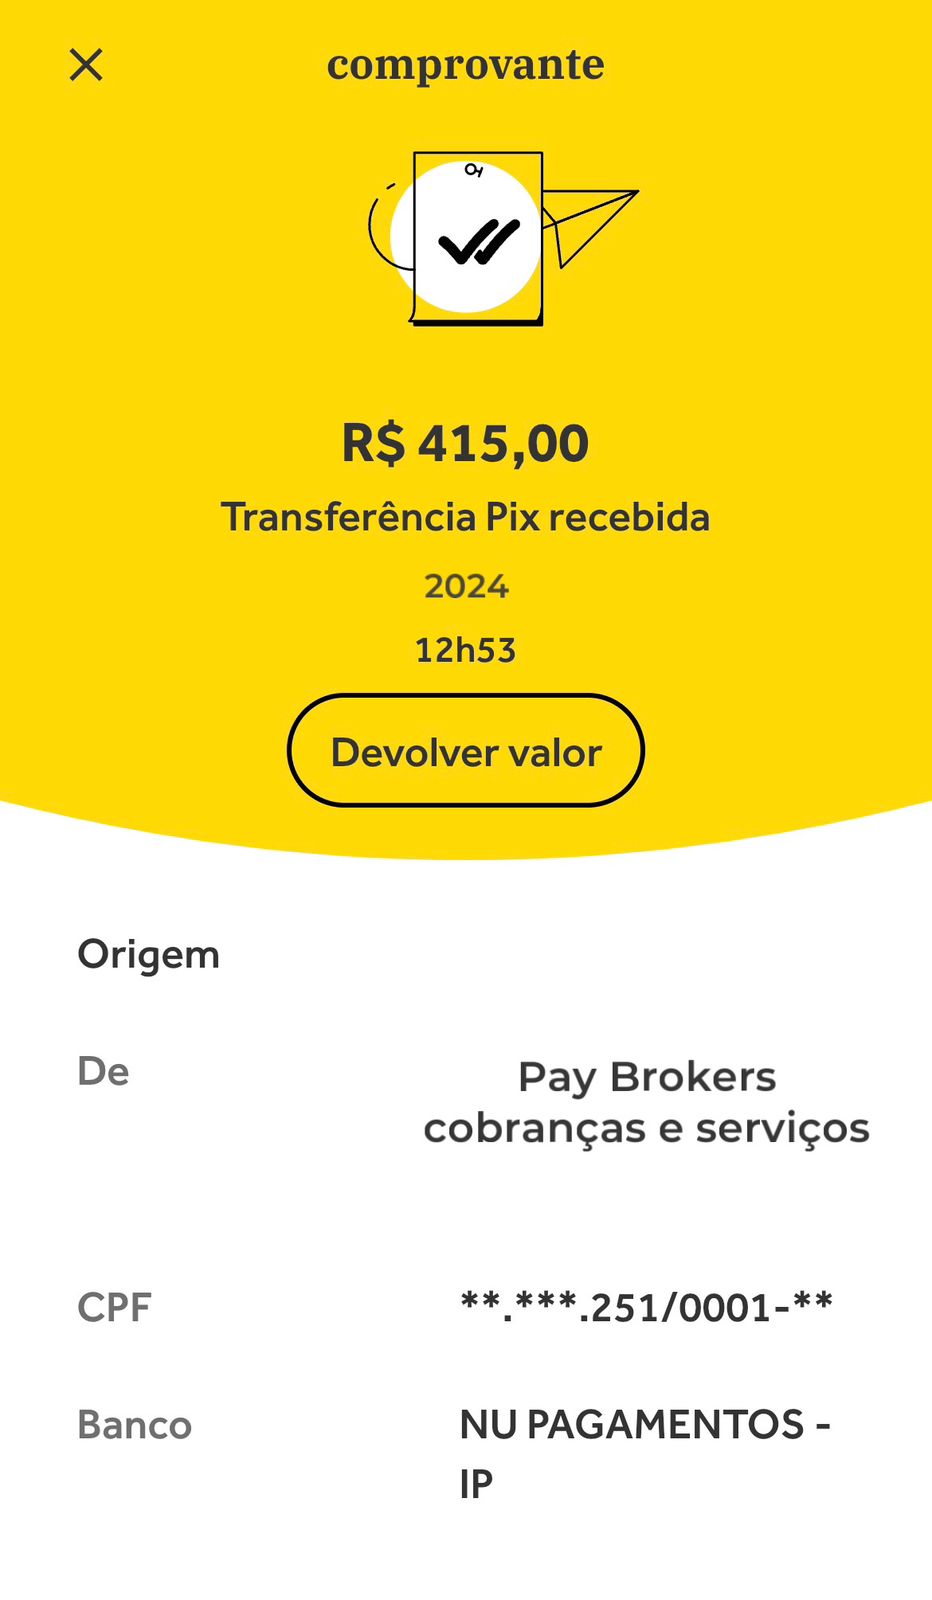 comprovante
R$ 415,00
Transferência Pix recebida
2024
12h53
Devolver valor
Origem
De
Pay Brokers
cobranças e serviços
CPF
**.***.251/0001-**
Banco
NU PAGAMENTOS -
IP